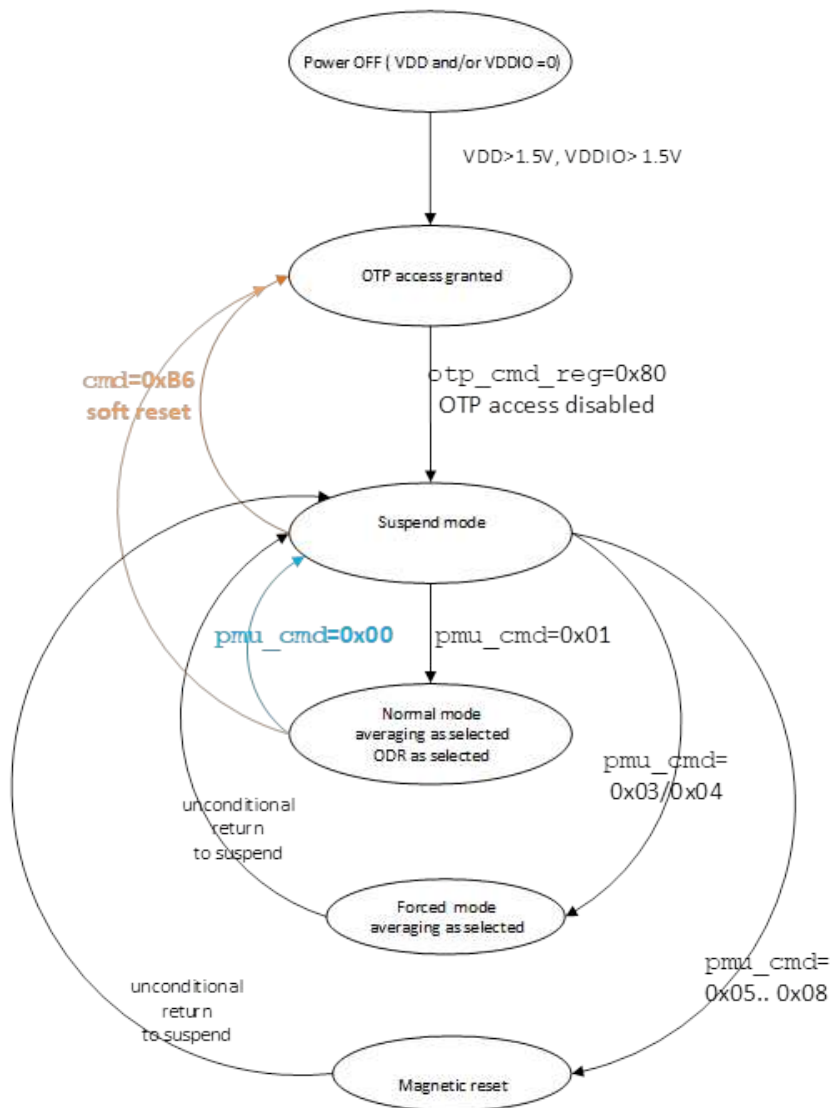 Power OFF ( VDD and/or VDDIO =0)
VDD>1.5V, VDDIO> 1.5V
OTP access granted
cmd=0xB6
soft reset
otp_cmd_reg=0x80
OTP access disabled
Suspend mode
pmu_cmd=0x00
pmu_cmd=0x01
Normal mode
averaging as selected
ODR as selected
pmu_cmd=
0x03/0x04
unconditional
return
to suspend
Forced mode
averaging as selected
pmu_cmd=
0x05.. 0x08
unconditional
return
to suspend
Magnetic reset